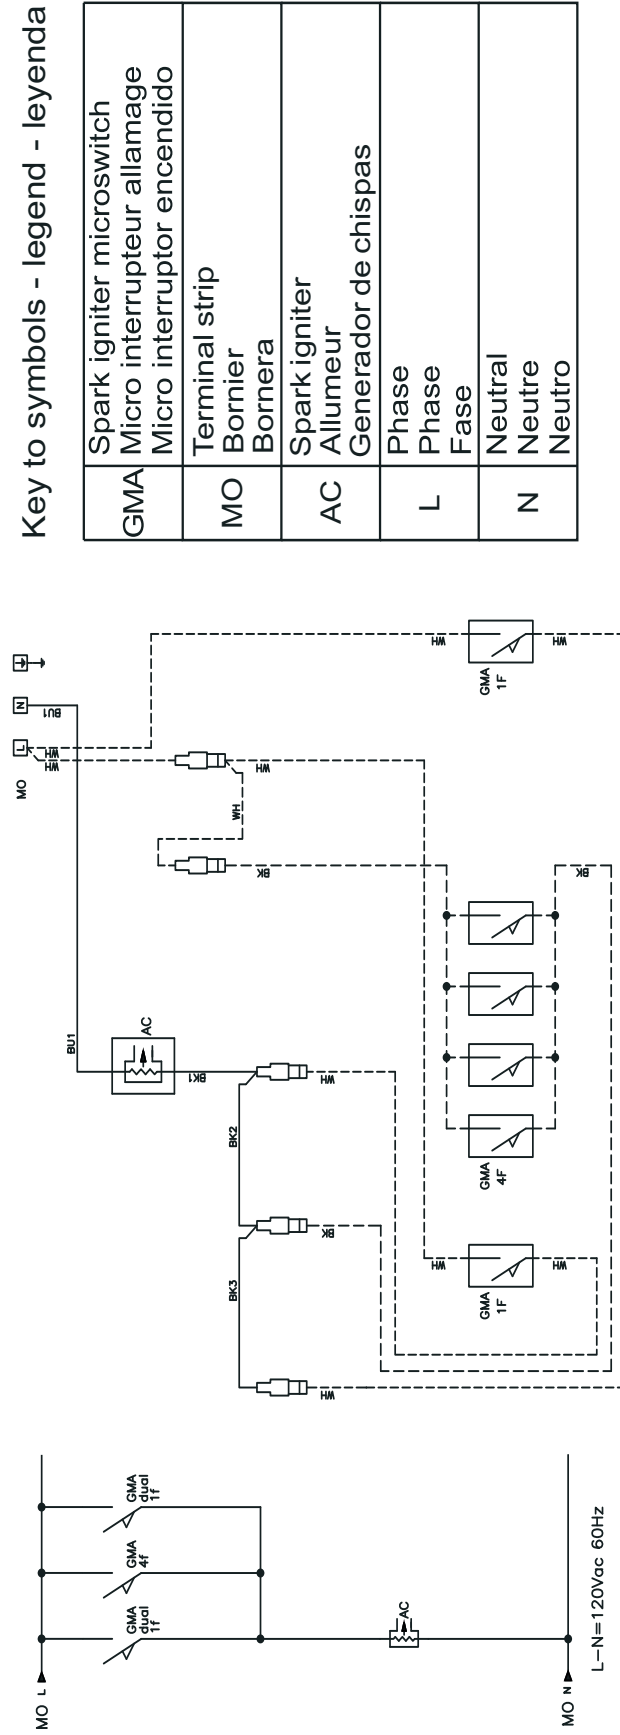 Key to symbols - legend - leyenda
GMA
Spark igniter microswitch
Micro interrupteur allamage
Micro interruptor encendido
MO
Terminal strip
Bornier
Bornera
AC
Spark igniter
Allumeur
Generador de chispas
L
Phase
Phase
Fase
N
Neutral
Neutre
Neutro
MO
L
N
WH
WH
BU1
WH
WH
BK
BU1
AC
BK1
BK2
BK3
WH
BK
WH
WH
GMA
1F
WH
BK
GMA
4F
WH
GMA
1F
WH
MO L
GMA
dual
1f
GMA
4f
GMA
dual
1f
AC
MO N
L-N=120Vac 60Hz